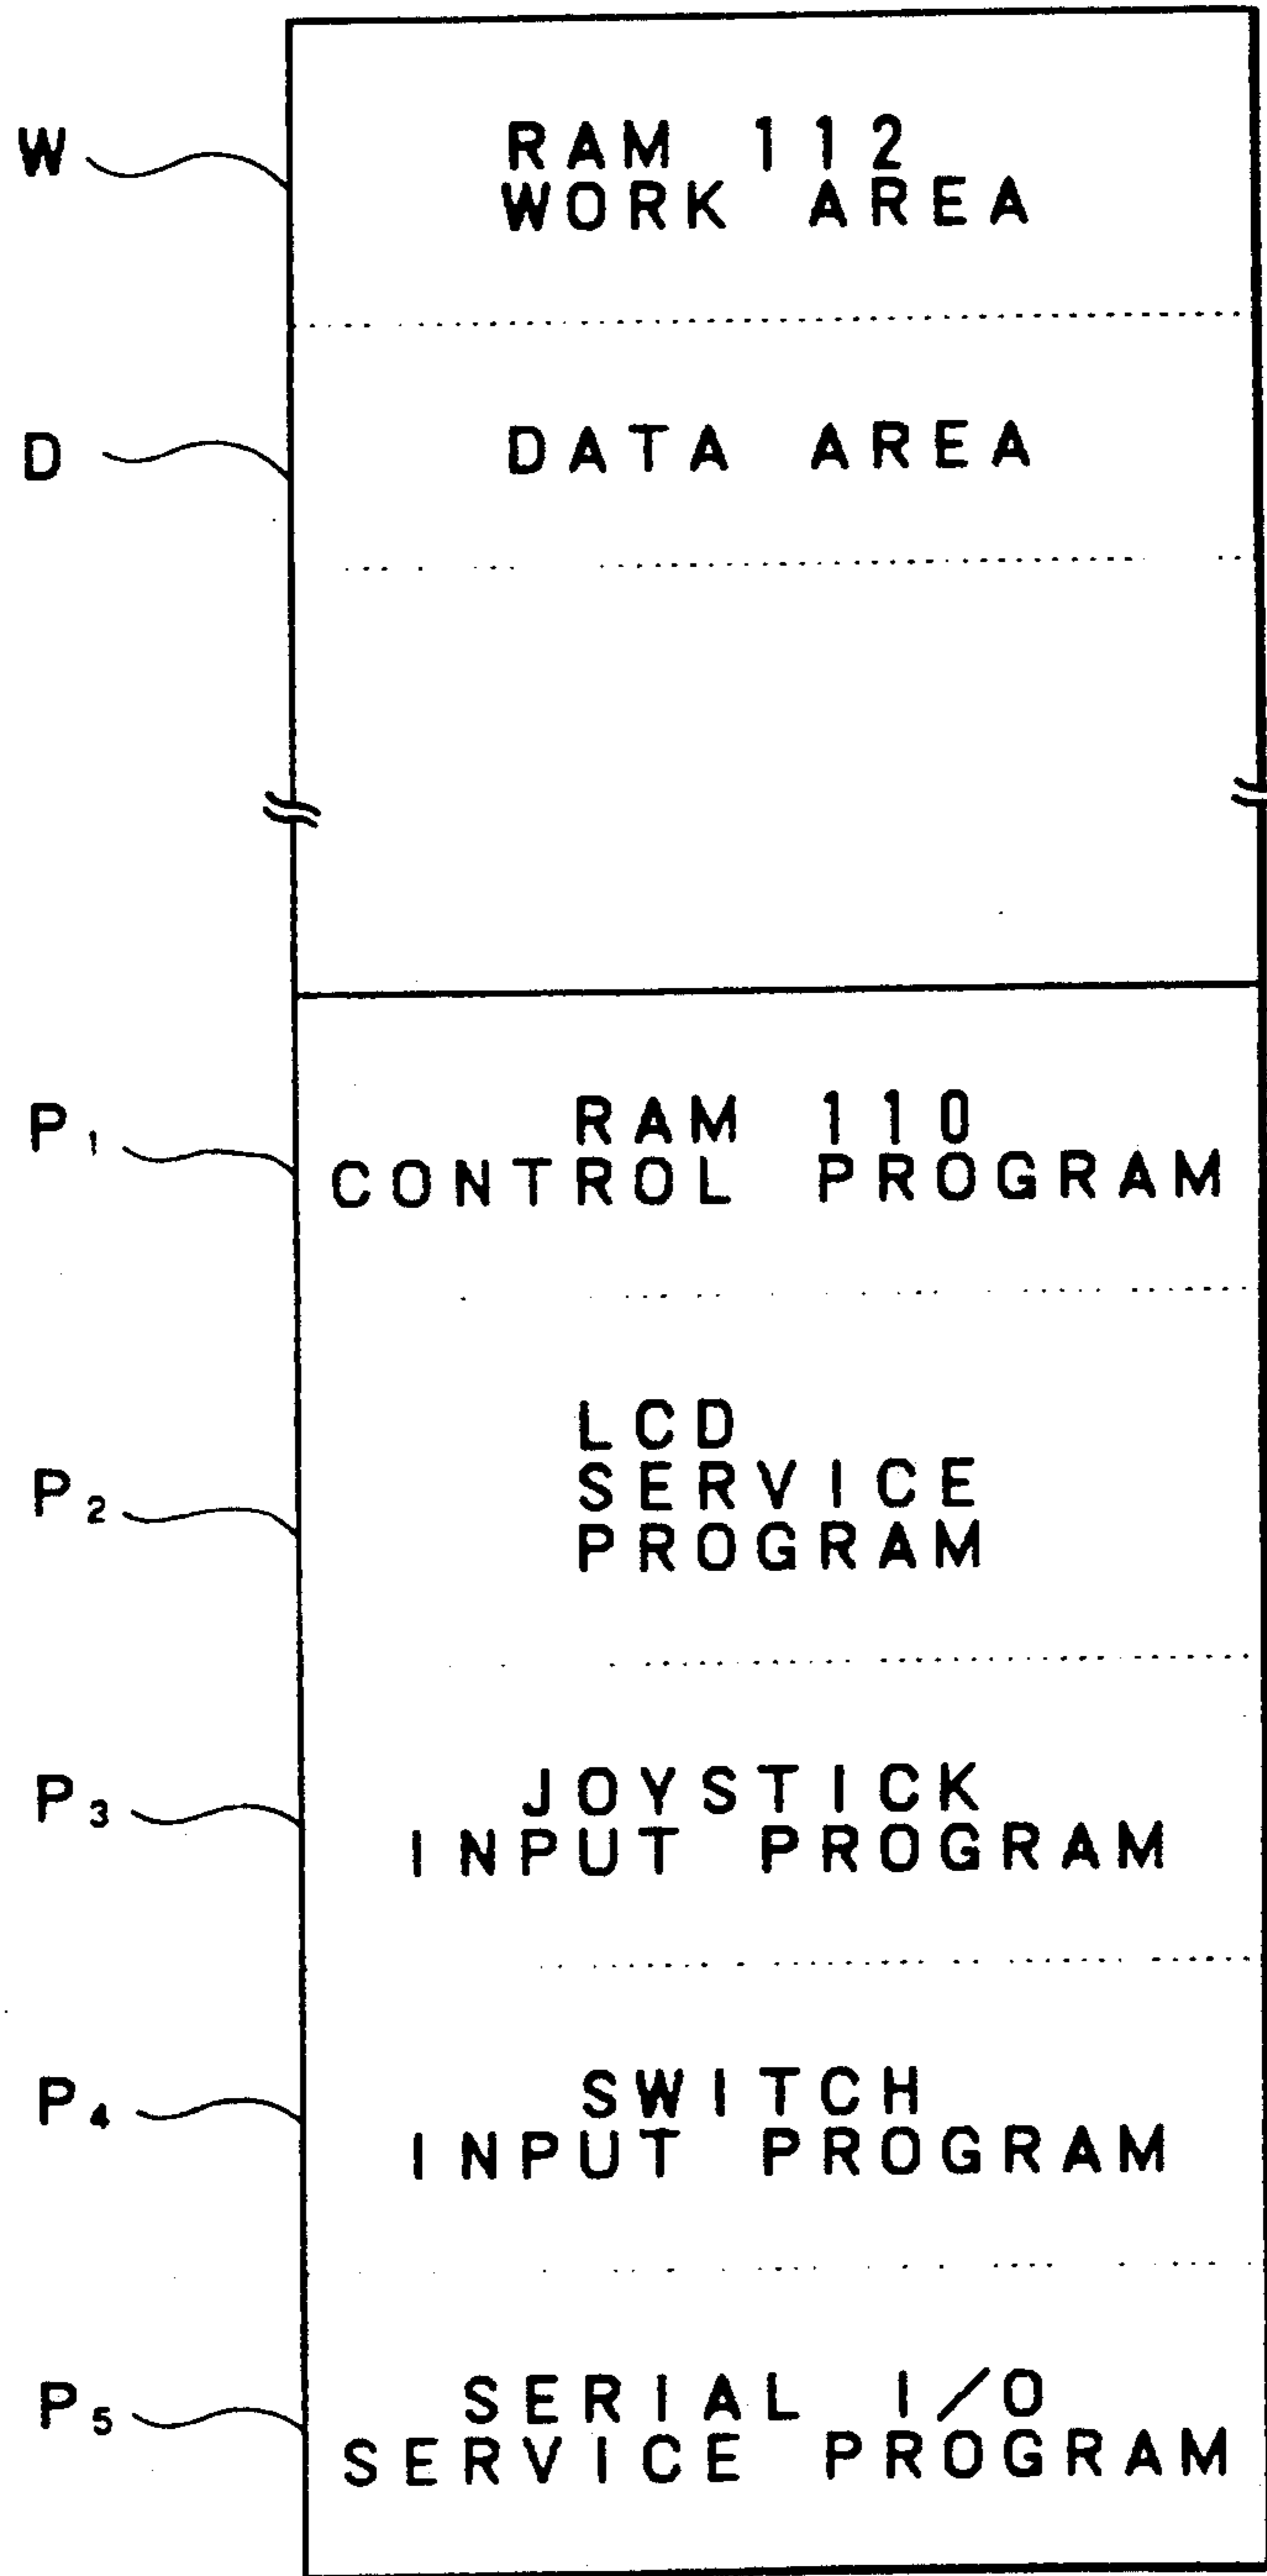 W
RAM 112
WORK AREA
D
DATA AREA
P₁
RAM 110
CONTROL PROGRAM
P₂
LCD
SERVICE
PROGRAM
P₃
JOYSTICK
INPUT PROGRAM
P₄
SWITCH
INPUT PROGRAM
P₅
SERIAL I/O
SERVICE PROGRAM